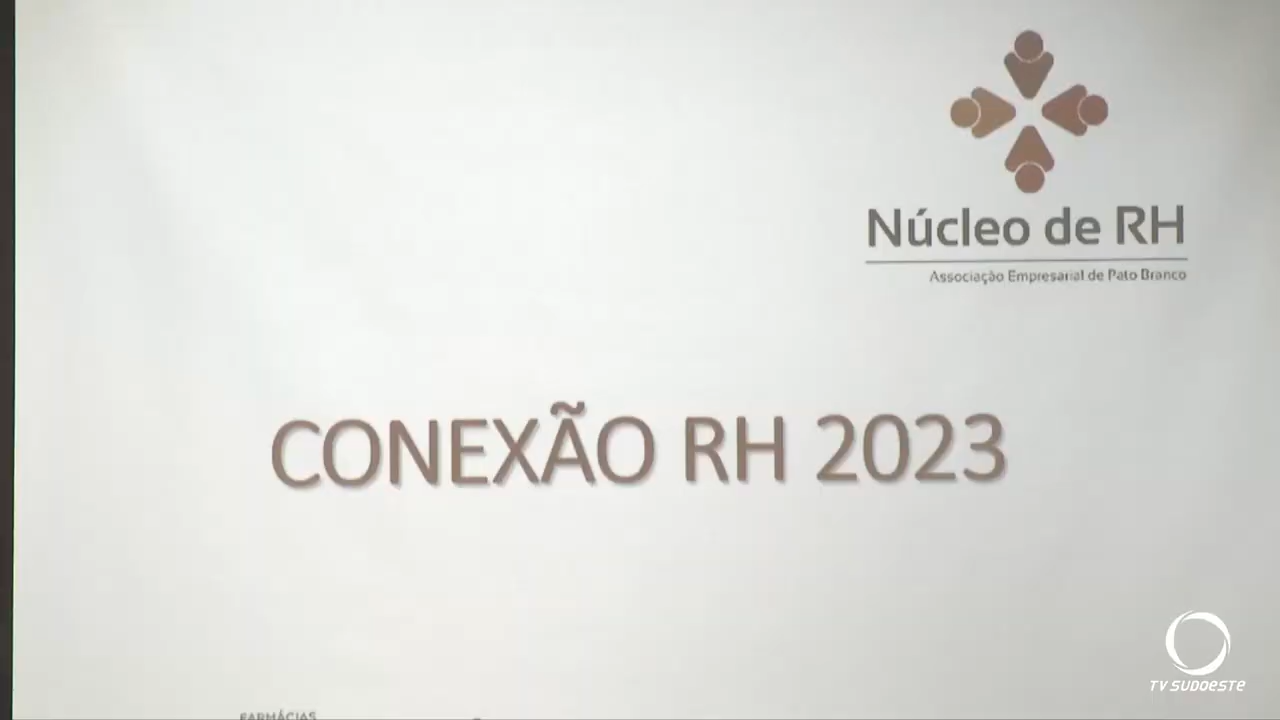 Núcleo de RH
Associação Empresarial de Pato Branco
CONEXÃO RH 2023
TV SUDOESTE
FARMÁCIAS